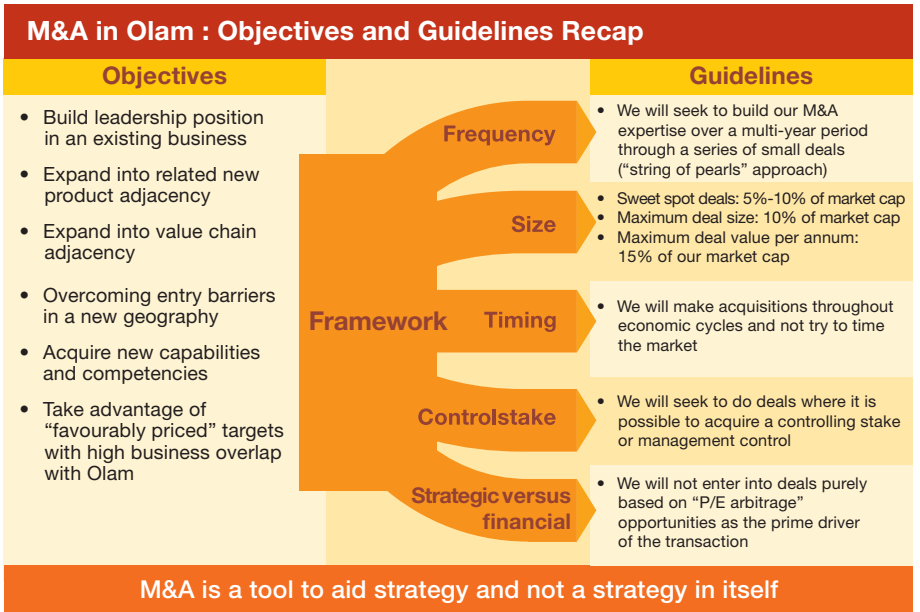 M&A in Olam : Objectives and Guidelines Recap
Objectives
• Build leadership position
in an existing business
• Expand into related new
product adjacency
• Expand into value chain
adjacency
• Overcoming entry barriers
in a new geography
• Acquire new capabilities
and competencies
• Take advantage of
“favourably priced” targets
with high business overlap
with Olam
Framework
Guidelines
Frequency
• We will seek to build our M&A
expertise over a multi-year period
through a series of small deals
(“string of pearls” approach)
Size
• Sweet spot deals: 5%-10% of market cap
• Maximum deal size: 10% of market cap
• Maximum deal value per annum:
15% of our market cap
Timing
• We will make acquisitions throughout
economic cycles and not try to time
the market
Controlstake
• We will seek to do deals where it is
possible to acquire a controlling stake
or management control
Strategic versus
financial
• We will not enter into deals purely
based on “P/E arbitrage”
opportunities as the prime driver
of the transaction
M&A is a tool to aid strategy and not a strategy in itself